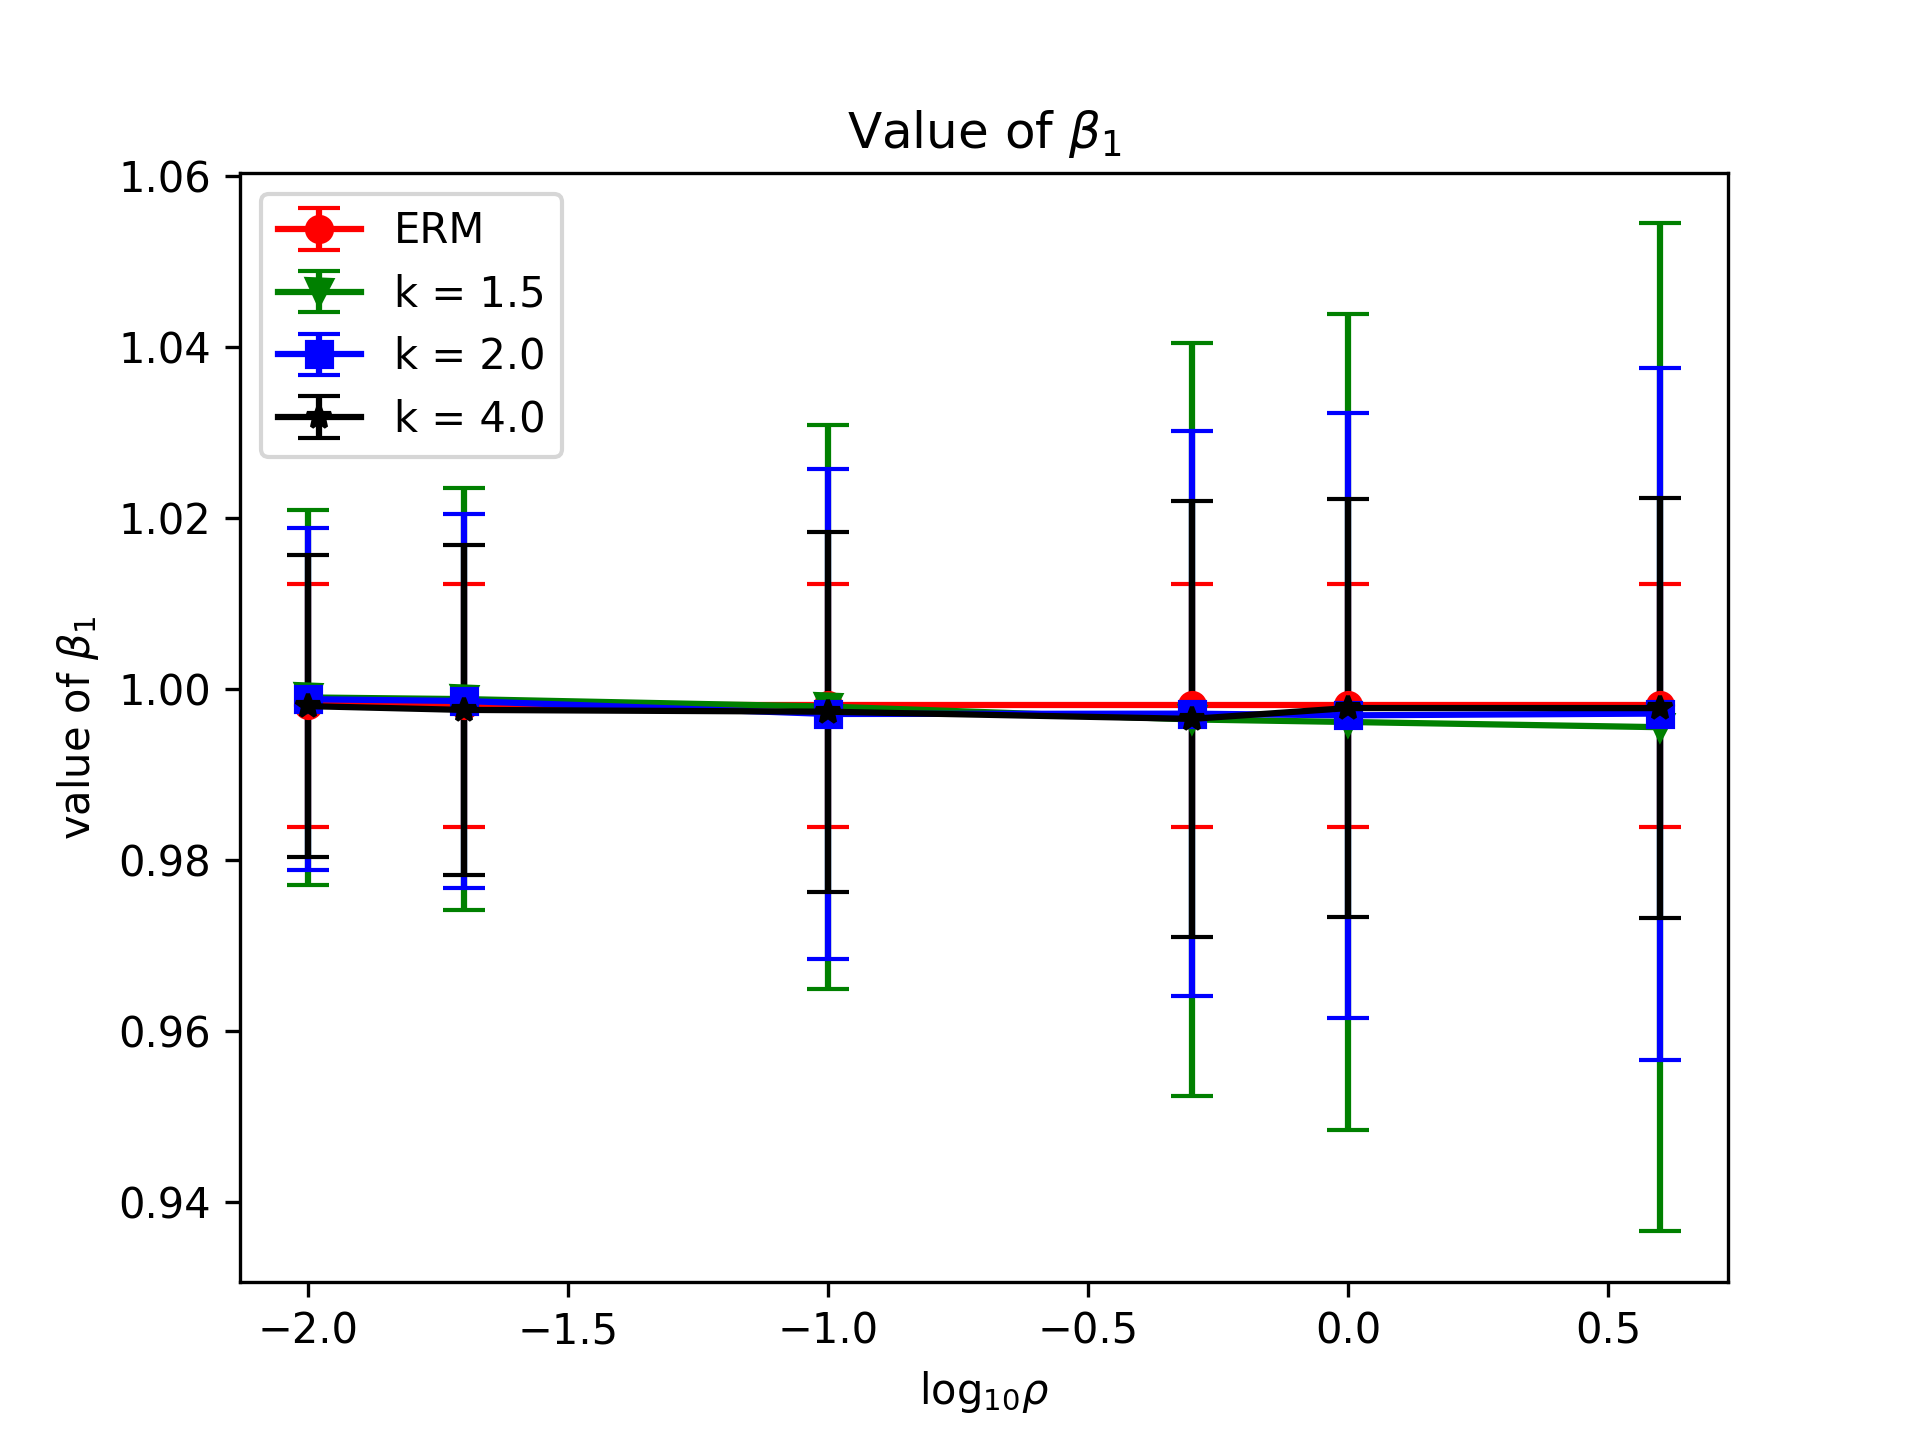 Value of β₁
1.06
1.04
1.02
1.00
0.98
0.96
0.94
value of β₁
ERM
k = 1.5
k = 2.0
k = 4.0
−2.0
−1.5
−1.0
−0.5
0.0
0.5
log₁₀ρ